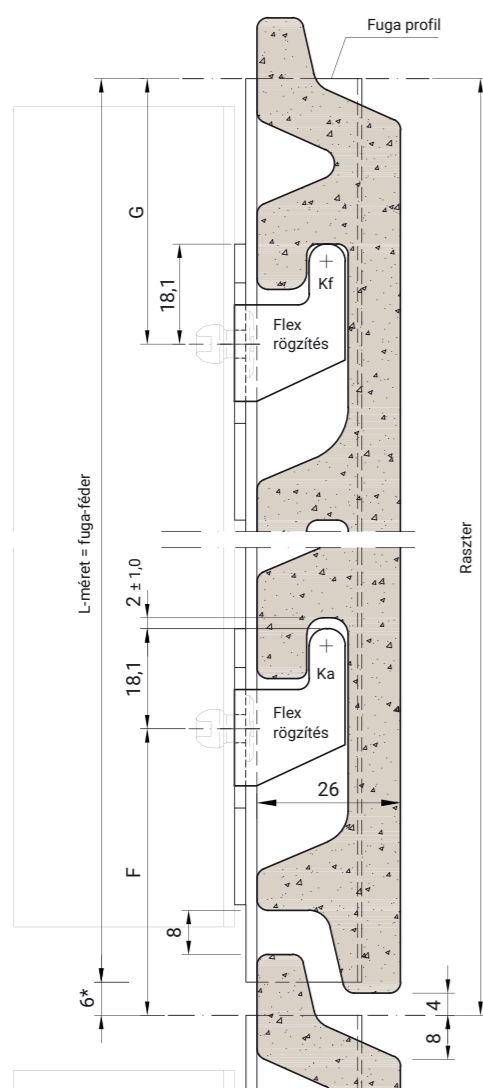 Fuga profil
G
18,1
Kf
Flex
rögzítés
L-méret = fuga-féder
Raszter
2 ± 1,0
18,1
Ka
Flex
rögzítés
26
F
8
6*
4
8